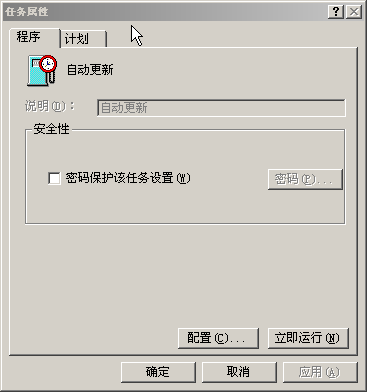 任务属性
程序 计划
自动更新
说明(D): 自动更新
安全性
密码保护该任务设置(W) 密码(P)...
配置(C)... 立即运行(N)
确定 取消 应用(A)